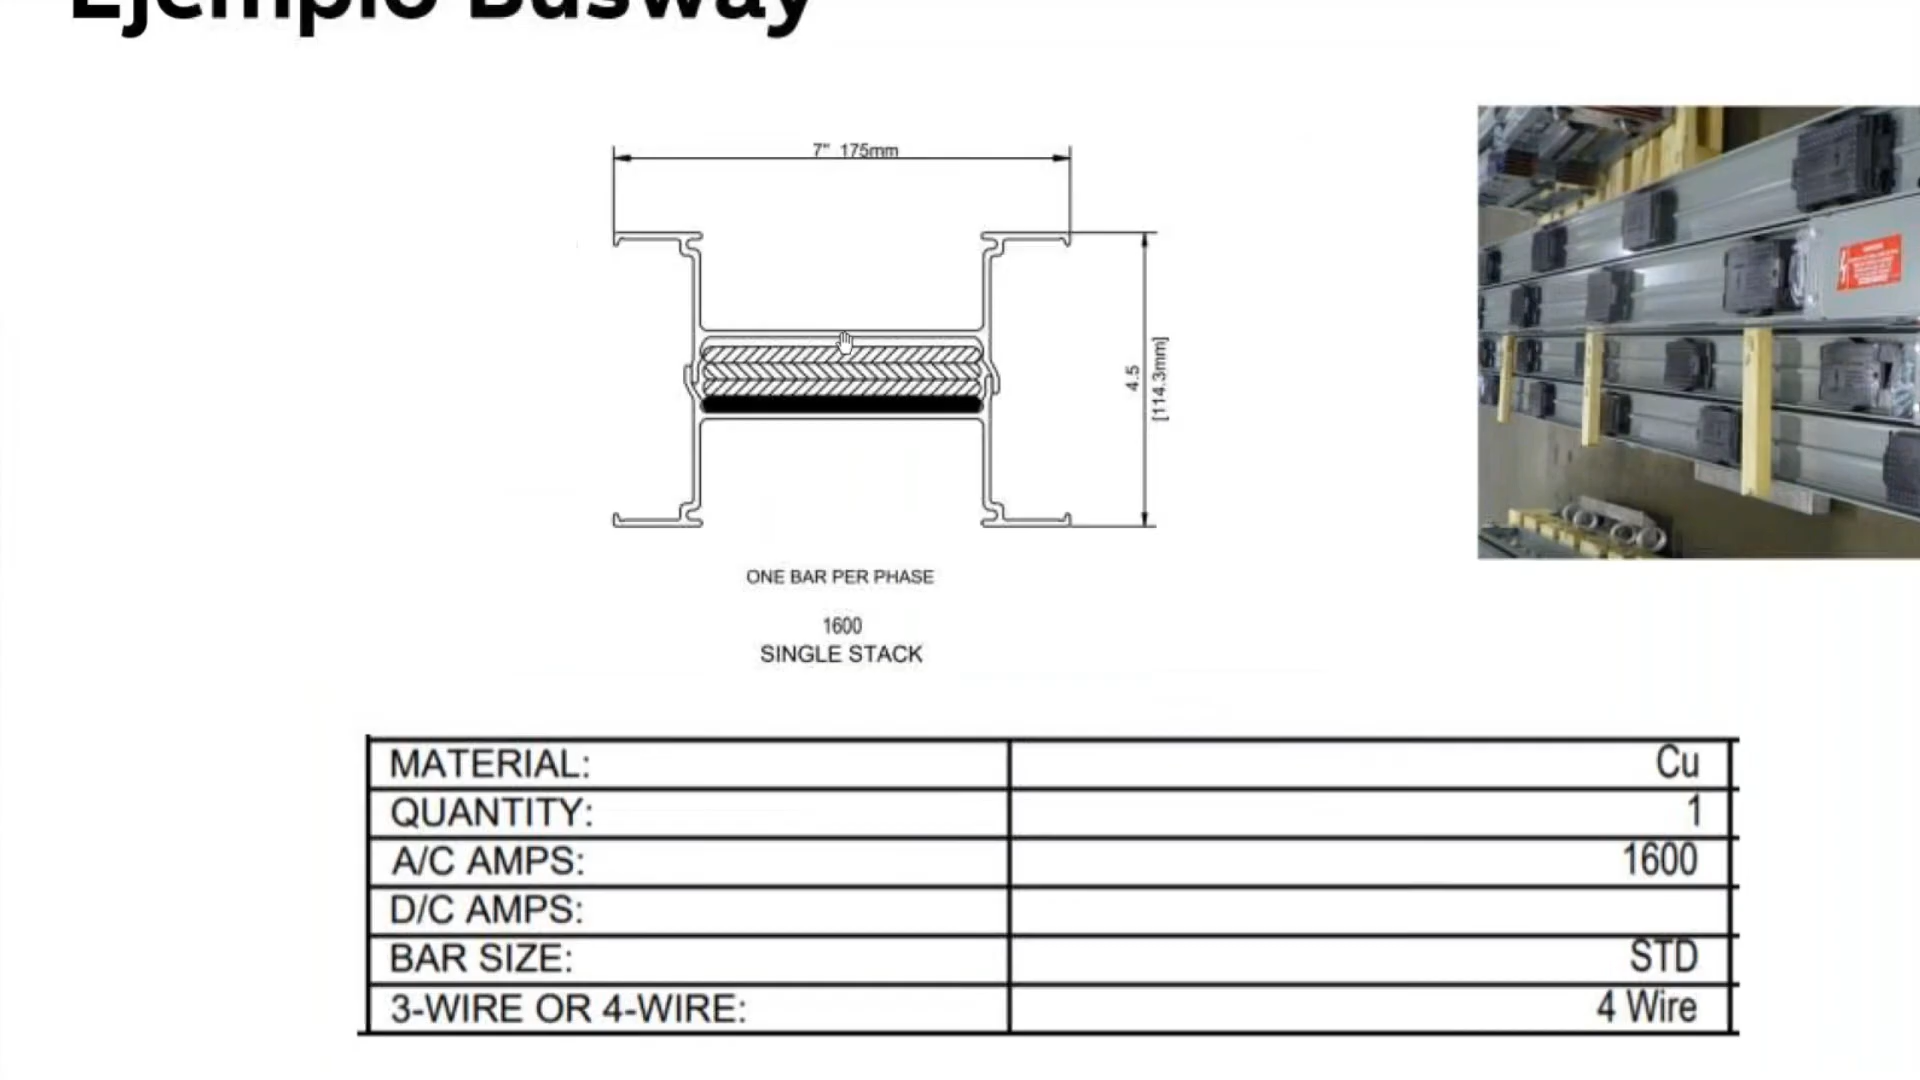 Ejemplo Busway
7" 175mm
4.5
[114.3mm]
ONE BAR PER PHASE
1600
SINGLE STACK
MATERIAL: Cu
QUANTITY: 1
A/C AMPS: 1600
D/C AMPS:
BAR SIZE: STD
3-WIRE OR 4-WIRE: 4 Wire